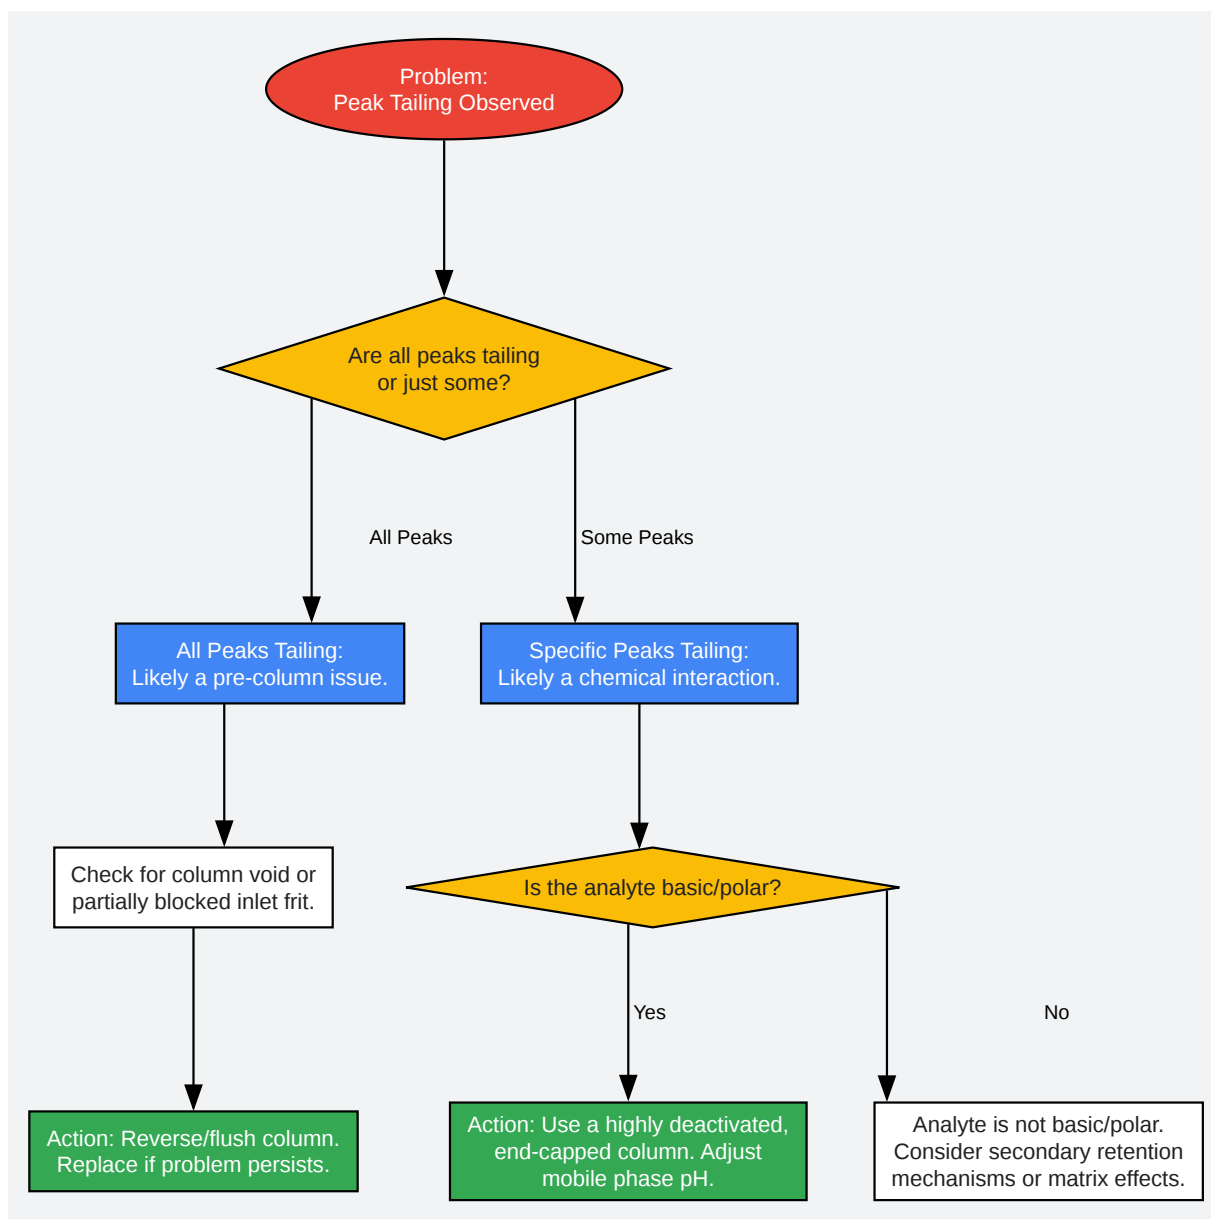 Problem:
Peak Tailing Observed
Are all peaks tailing
or just some?
All Peaks
Some Peaks
All Peaks Tailing:
Likely a pre-column issue.
Specific Peaks Tailing:
Likely a chemical interaction.
Check for column void or
partially blocked inlet frit.
Is the analyte basic/polar?
Yes
No
Action: Reverse/flush column.
Replace if problem persists.
Action: Use a highly deactivated,
end-capped column. Adjust
mobile phase pH.
Analyte is not basic/polar.
Consider secondary retention
mechanisms or matrix effects.